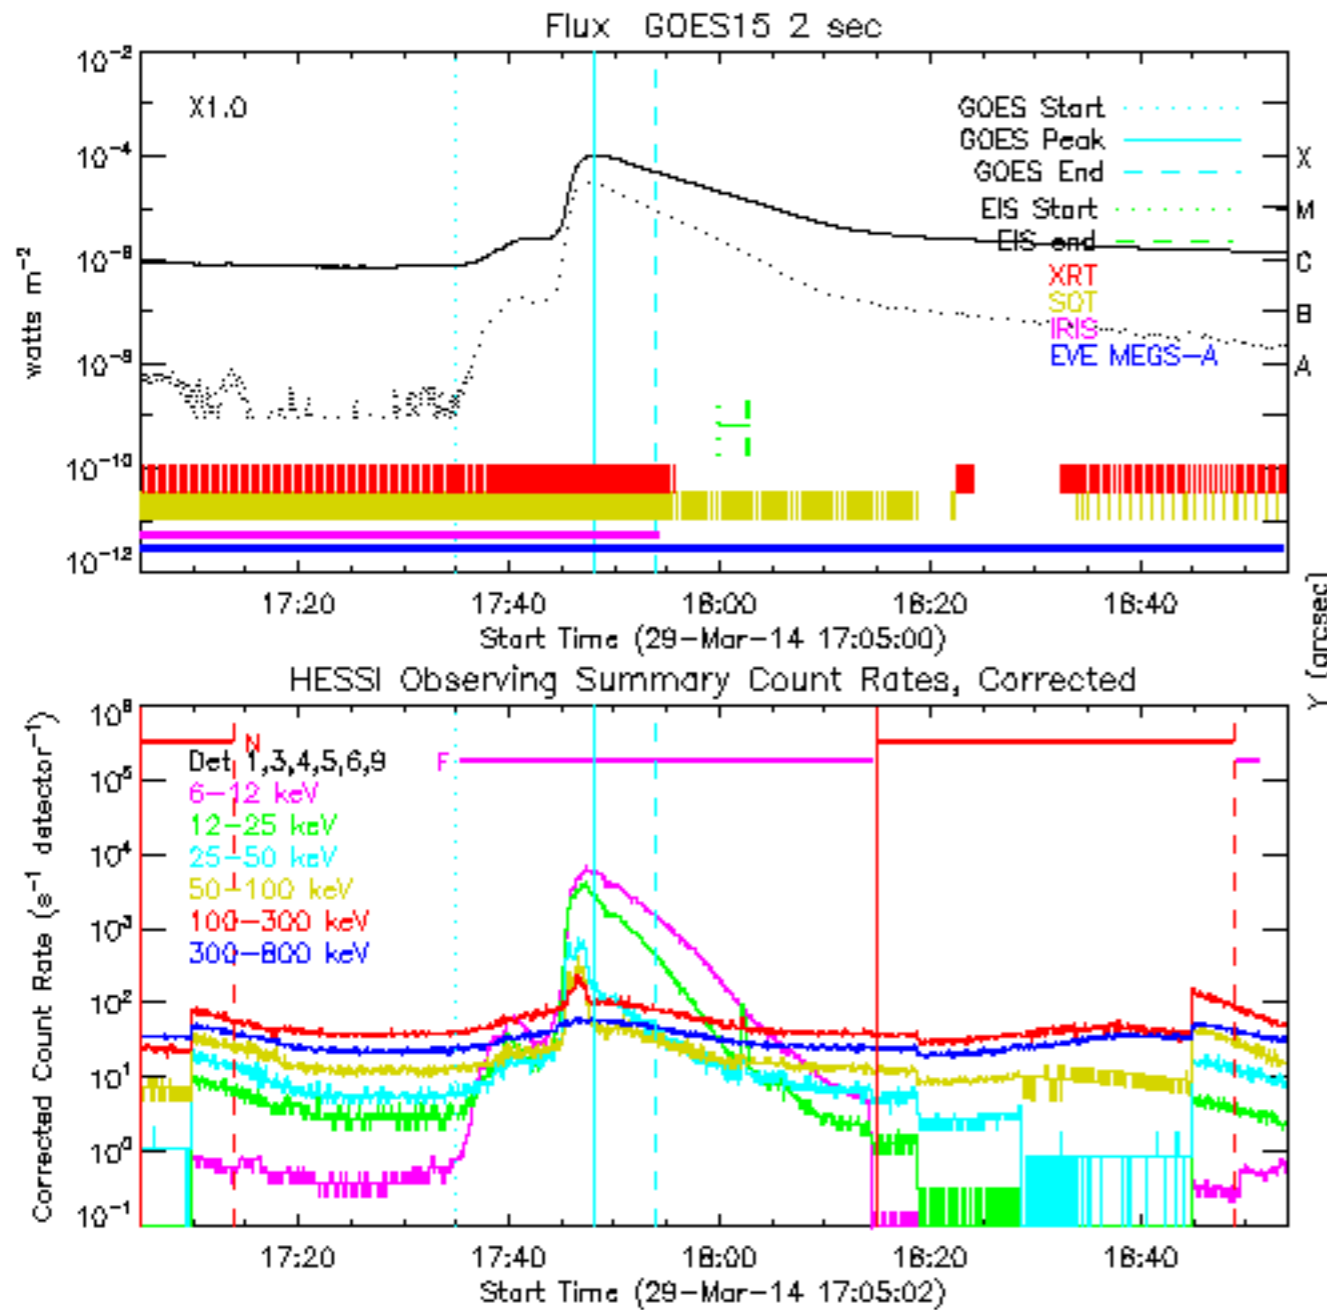 Flux GOES15 2 sec
X1.0
GOES Start
GOES Peak
GOES End
EIS Start
EIS end
XRT
SOT
IRIS
EVE MEGS-A
10⁻²
10⁻⁴
10⁻⁶
10⁻⁸
10⁻¹⁰
10⁻¹²
watts m⁻²
X
M
C
B
A
17:20 17:40 18:00 18:20 18:40
Start Time (29-Mar-14 17:05:00)
Y (arcsec)
HESSI Observing Summary Count Rates, Corrected
N
F
Det 1,3,4,5,6,9
6-12 keV
12-25 keV
25-50 keV
50-100 keV
100-300 keV
300-800 keV
10⁶
10⁵
10⁴
10³
10²
10¹
10⁰
10⁻¹
Corrected Count Rate (s⁻¹ detector⁻¹)
17:20 17:40 18:00 18:20 18:40
Start Time (29-Mar-14 17:05:02)